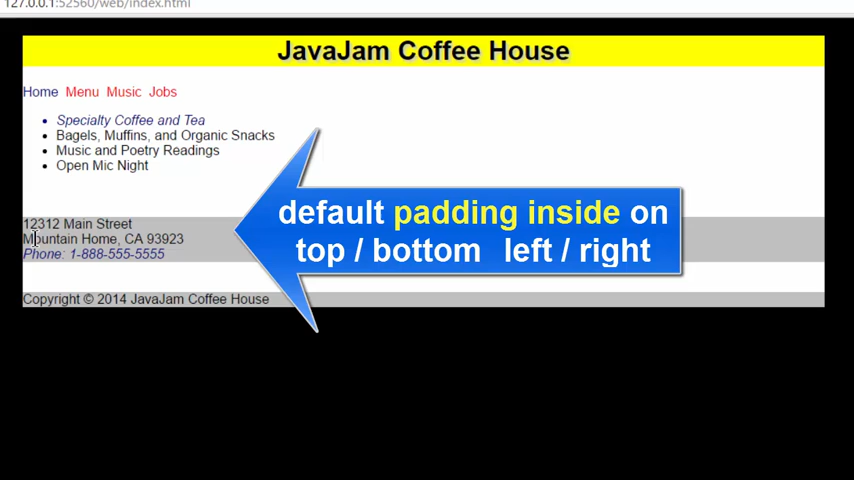 127.0.0.1:52560/web/index.html
JavaJam Coffee House
Home Menu Music Jobs
Specialty Coffee and Tea
Bagels, Muffins, and Organic Snacks
Music and Poetry Readings
Open Mic Night
default padding inside on
top / bottom left / right
12312 Main Street
Mountain Home, CA 93923
Phone: 1-888-555-5555
Copyright © 2014 JavaJam Coffee House